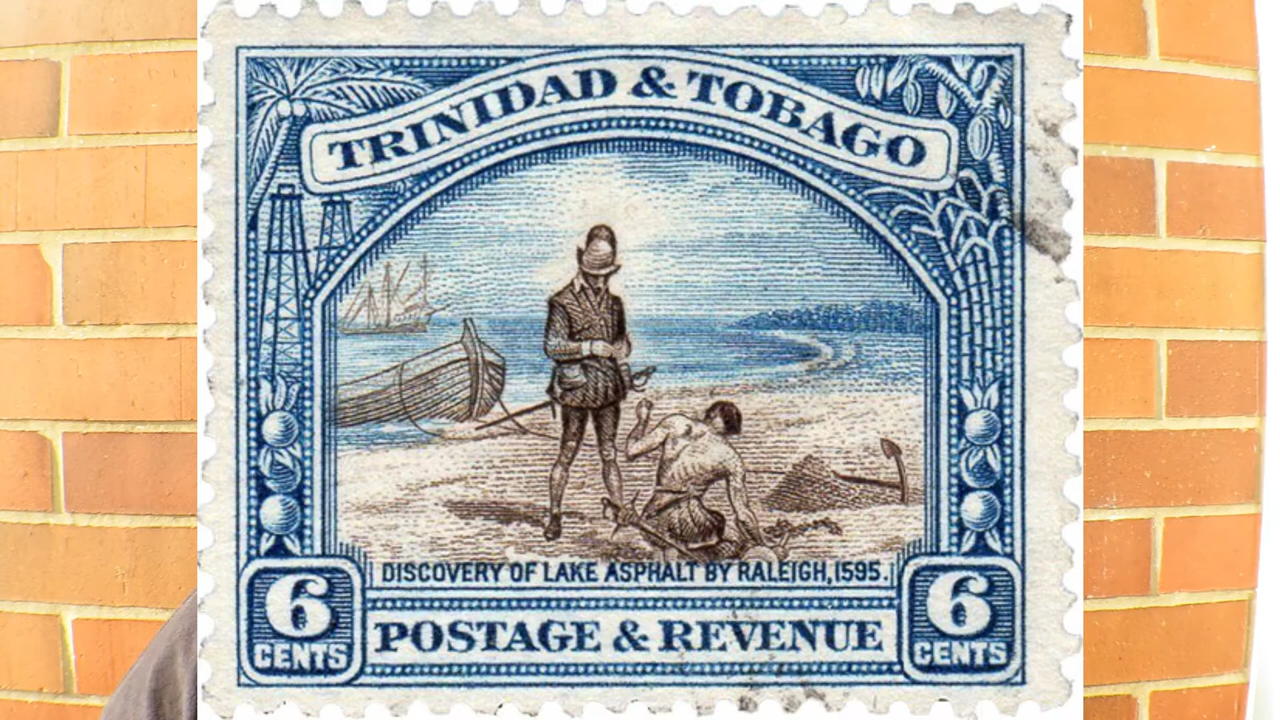 TRINIDAD & TOBAGO
DISCOVERY OF LAKE ASPHALT BY RALEIGH, 1595.
6 CENTS
POSTAGE & REVENUE
6 CENTS